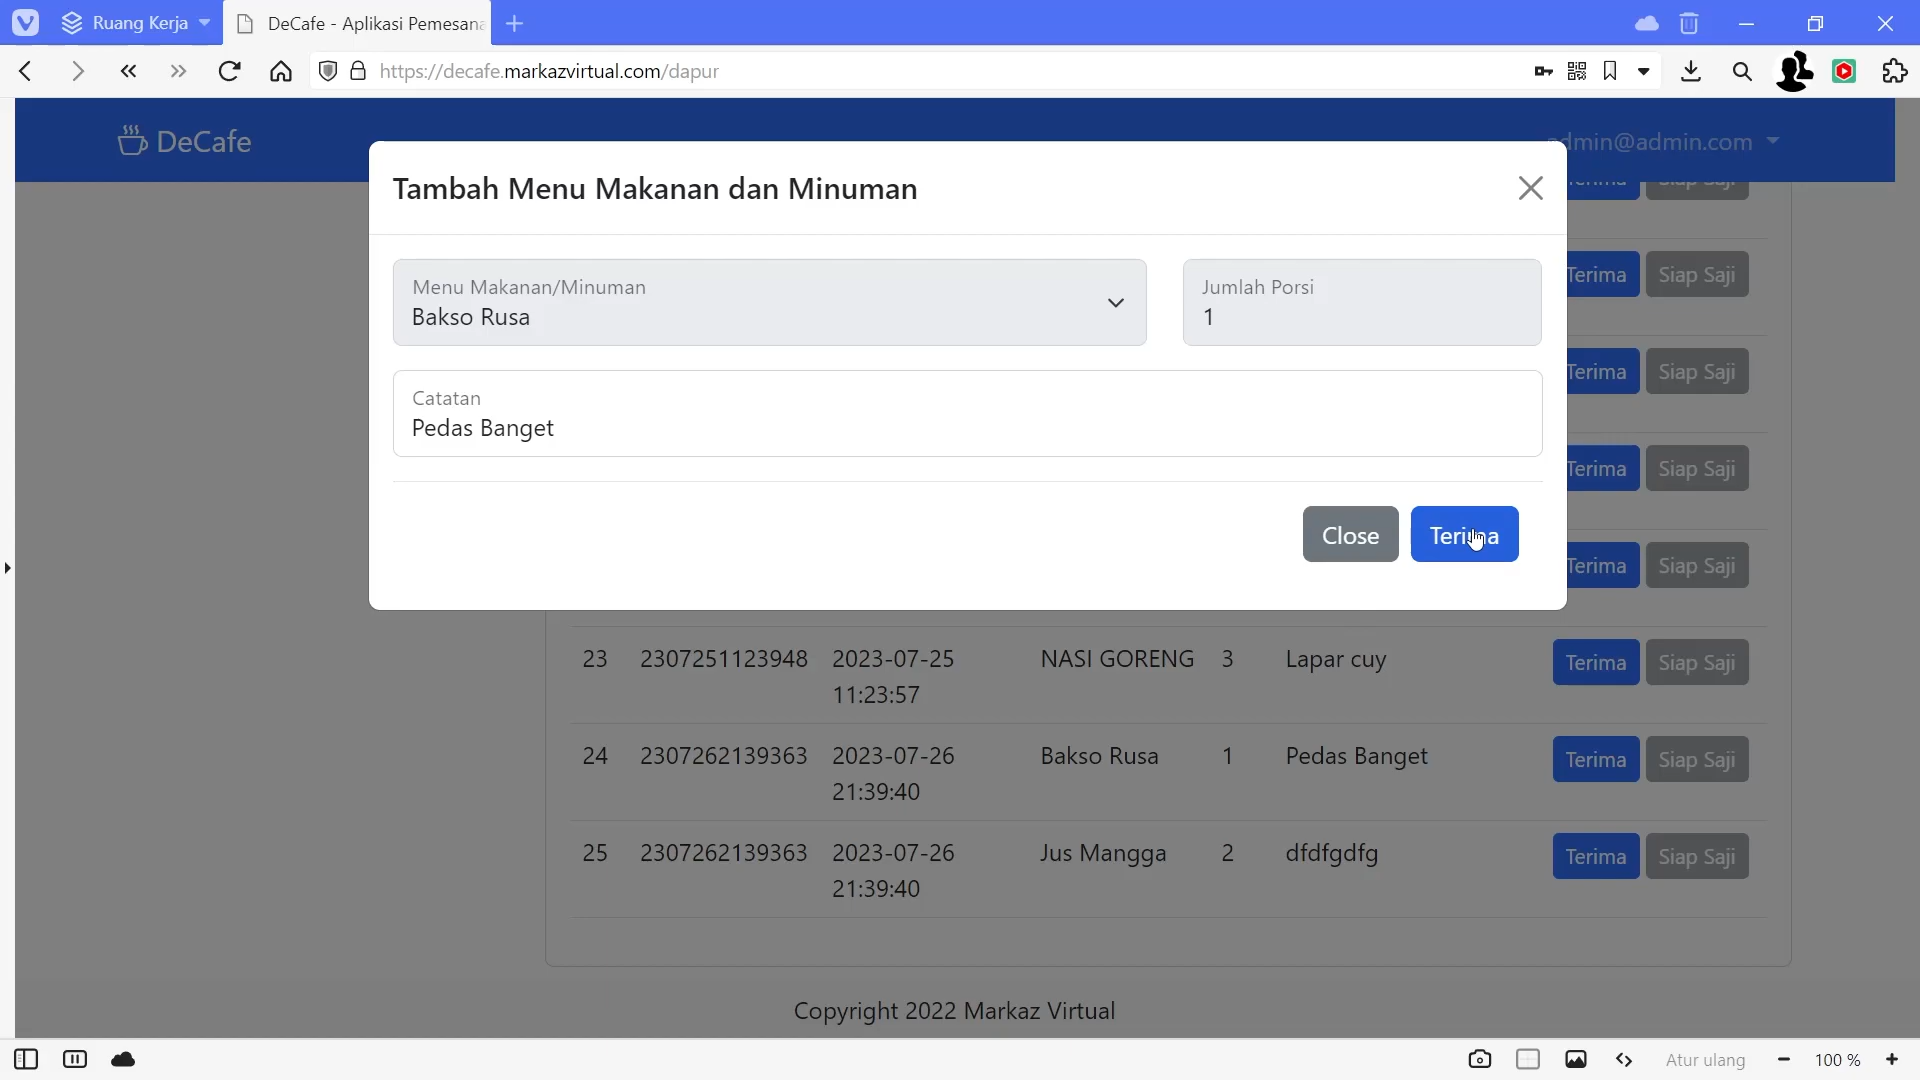 Ruang Kerja
DeCafe - Aplikasi Pemesana
https://decafe.markazvirtual.com/dapur
DeCafe
admin@admin.com
Tambah Menu Makanan dan Minuman
Menu Makanan/Minuman
Bakso Rusa
Jumlah Porsi
1
Catatan
Pedas Banget
Close
Terima
Terima Siap Saji
Terima Siap Saji
Terima Siap Saji
Terima Siap Saji
Terima Siap Saji
23 2307251123948 2023-07-25 11:23:57 NASI GORENG 3 Lapar cuy Terima Siap Saji
24 2307262139363 2023-07-26 21:39:40 Bakso Rusa 1 Pedas Banget Terima Siap Saji
25 2307262139363 2023-07-26 21:39:40 Jus Mangga 2 dfdfgdfg Terima Siap Saji
Copyright 2022 Markaz Virtual
Atur ulang
100 %